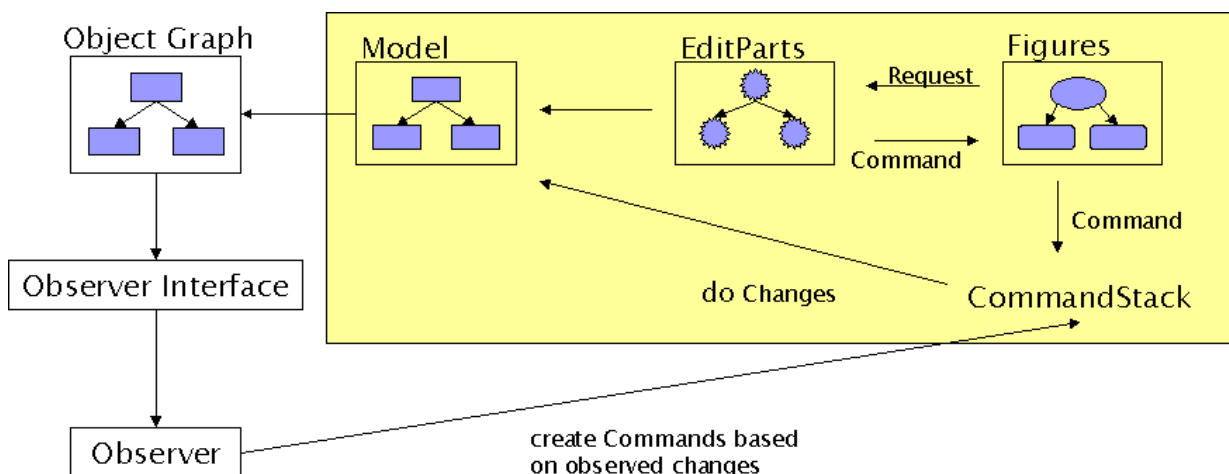 Object Graph
Model
EditParts
Figures
Request
Command
Command
Observer Interface
do Changes
CommandStack
Observer
create Commands based
on observed changes